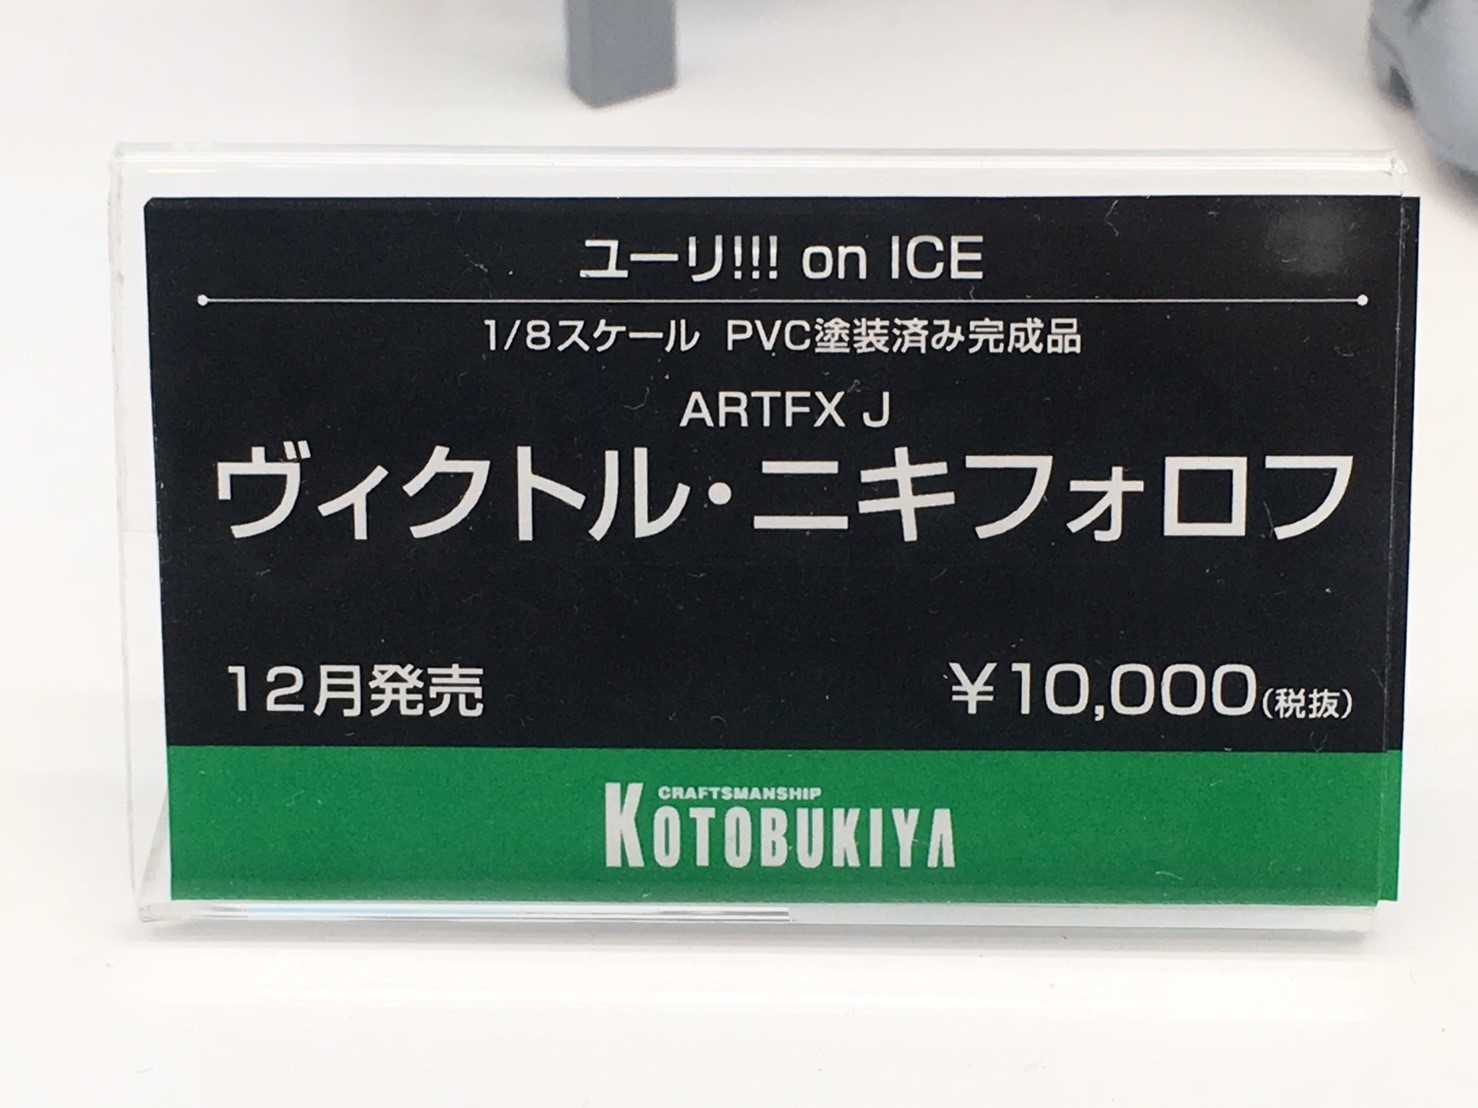 ユーリ!!! on ICE
1/8スケール PVC塗装済み完成品
ARTFX J
ヴィクトル・ニキフォロフ
12月発売 ¥10,000(税抜)
CRAFTSMANSHIP
KOTOBUKIYA